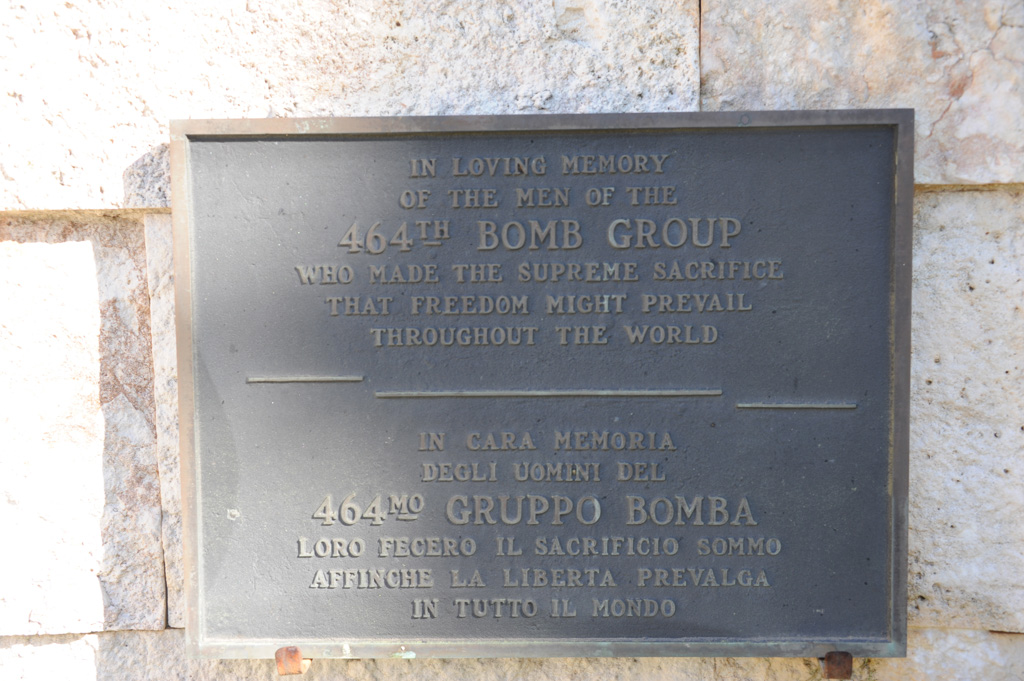 IN LOVING MEMORY
OF THE MEN OF THE
464TH BOMB GROUP
WHO MADE THE SUPREME SACRIFICE
THAT FREEDOM MIGHT PREVAIL
THROUGHOUT THE WORLD
IN CARA MEMORIA
DEGLI UOMINI DEL
464MO GRUPPO BOMBA
LORO FECERO IL SACRIFICIO SOMMO
AFFINCHE LA LIBERTA PREVALGA
IN TUTTO IL MONDO